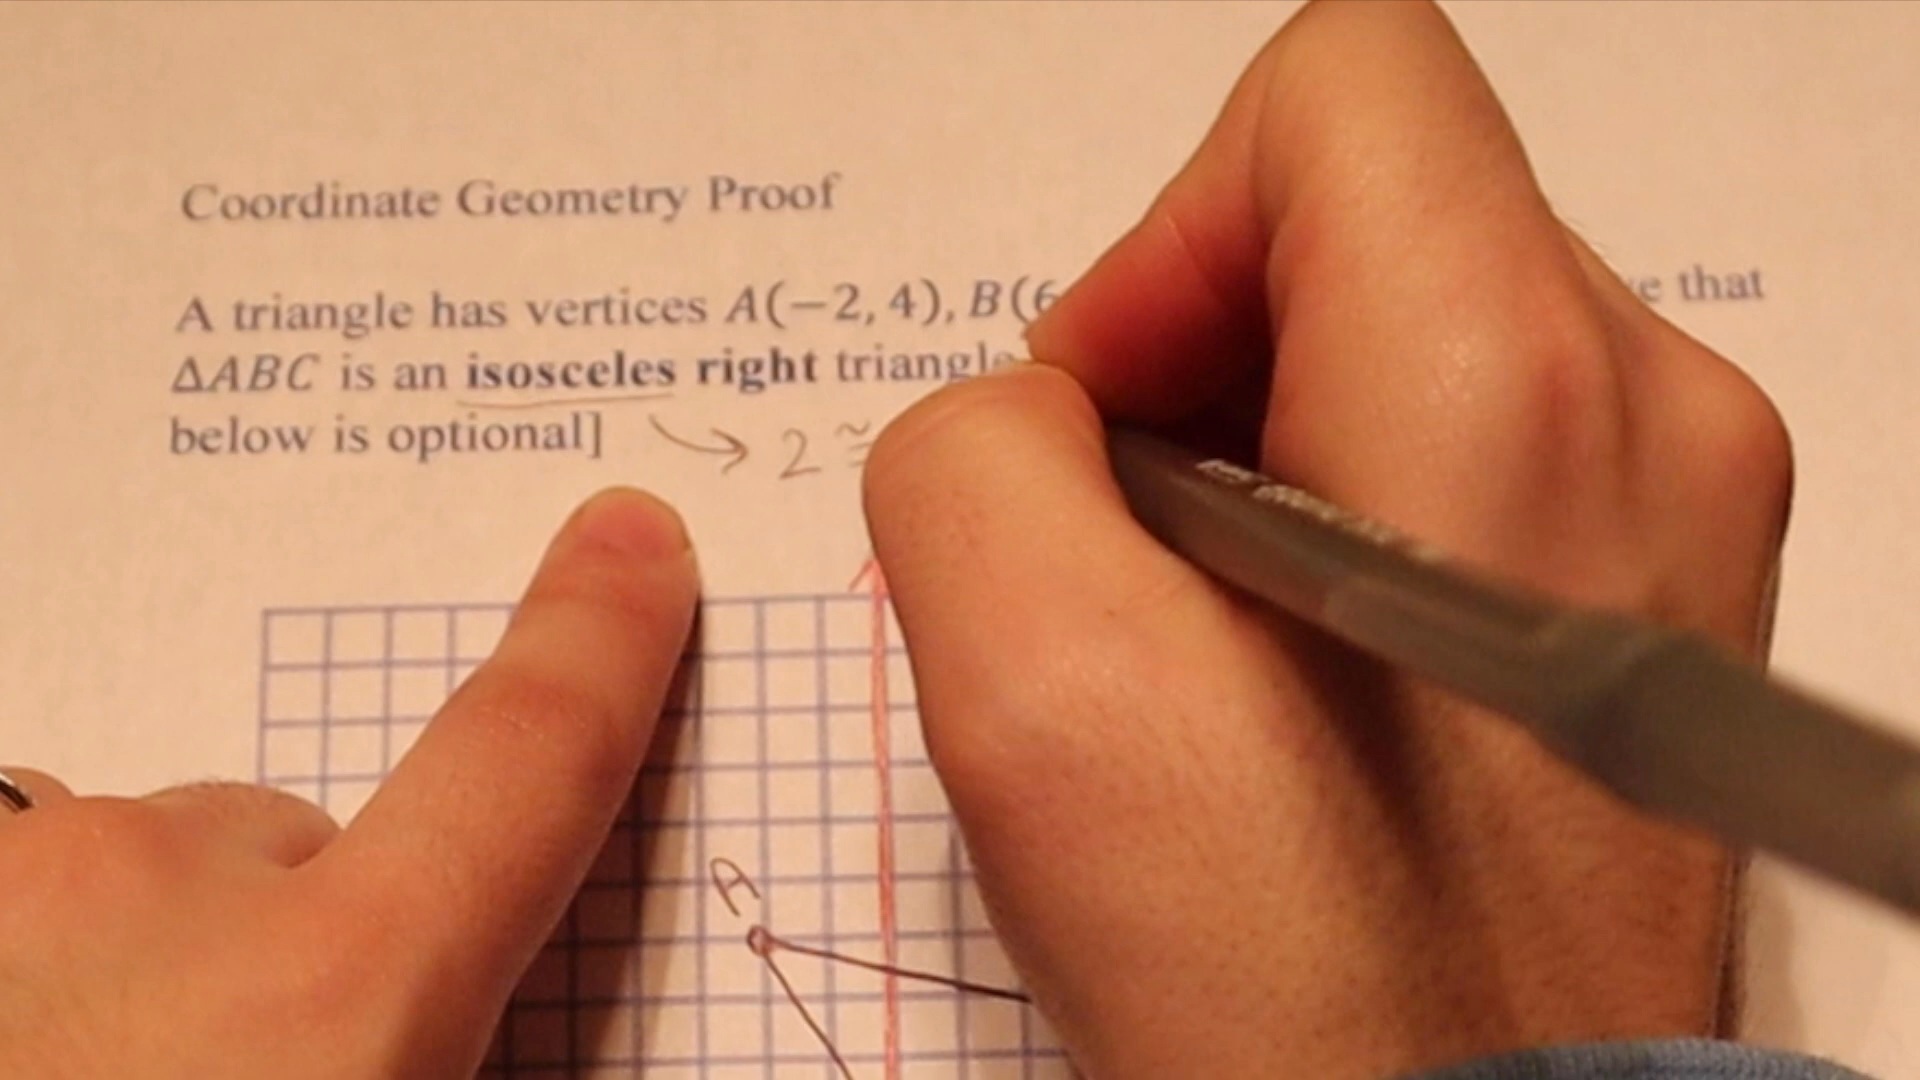 Coordinate Geometry Proof
A triangle has vertices A(−2, 4), B(6 that
ΔABC is an isosceles right triangle
below is optional]
→ 2 ≅
A